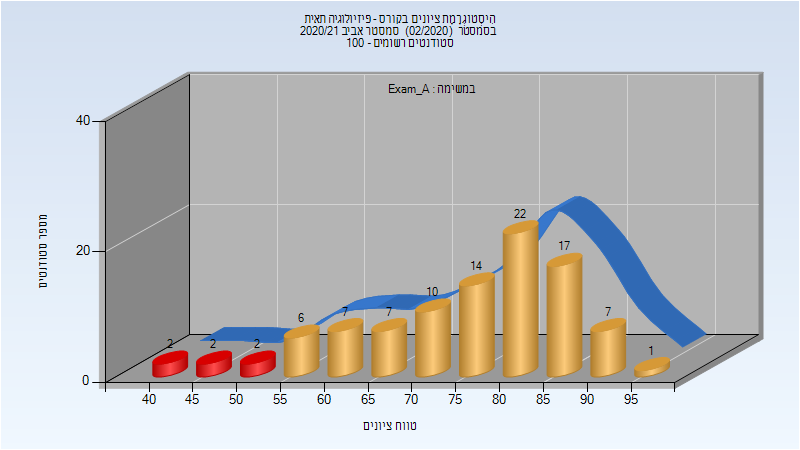 היסטוגרמת ציונים בקורס - פיזיולוגיה תאית
בסמסטר (02/2020) סמסטר אביב 2020/21
סטודנטים רשומים - 100
במשימה : Exam_A
מספר סטודנטים
40
20
0
2 2 2 6 7 7 10 14 22 17 7 1
40 45 50 55 60 65 70 75 80 85 90 95
טווח ציונים